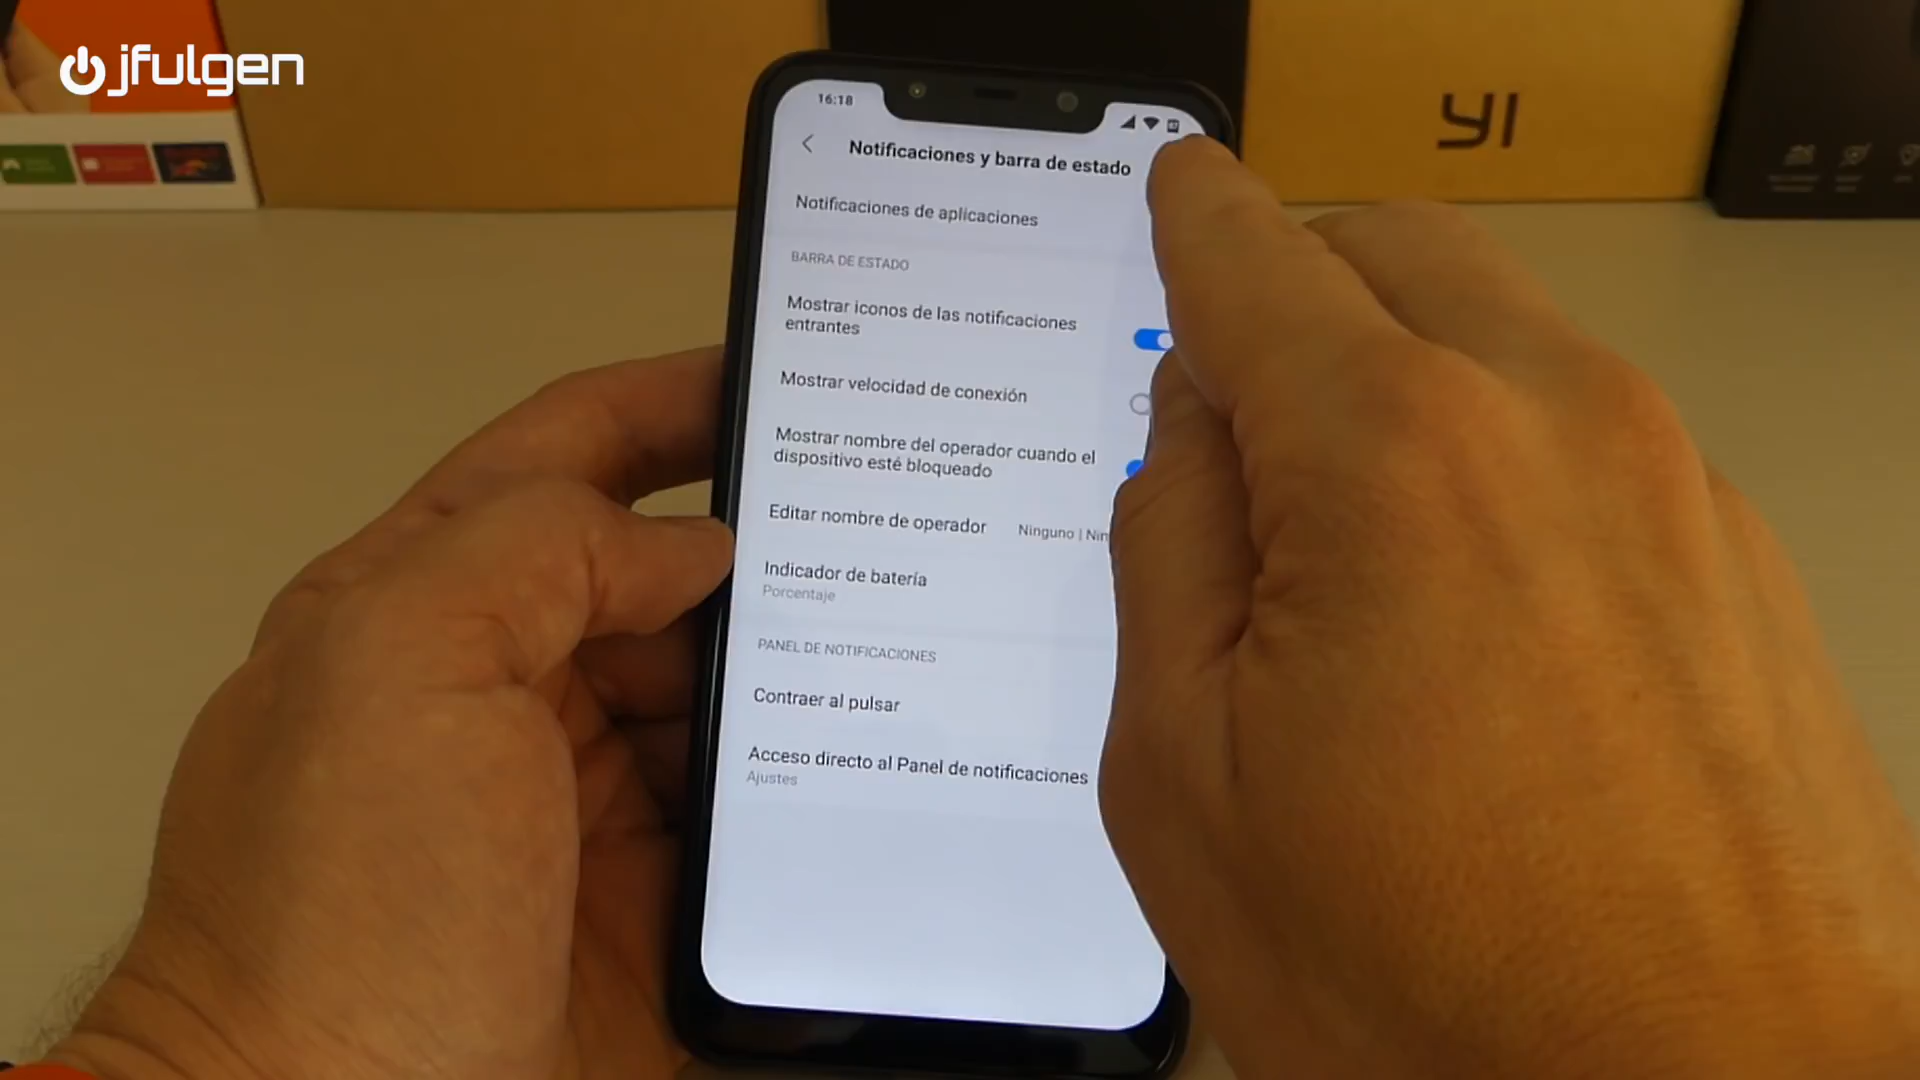 jfulgen
YI
16:18
Notificaciones y barra de estado
Notificaciones de aplicaciones
BARRA DE ESTADO
Mostrar iconos de las notificaciones
entrantes
Mostrar velocidad de conexión
Mostrar nombre del operador cuando el
dispositivo esté bloqueado
Editar nombre de operador
Ninguno | Nin
Indicador de batería
Porcentaje
PANEL DE NOTIFICACIONES
Contraer al pulsar
Acceso directo al Panel de notificaciones
Ajustes